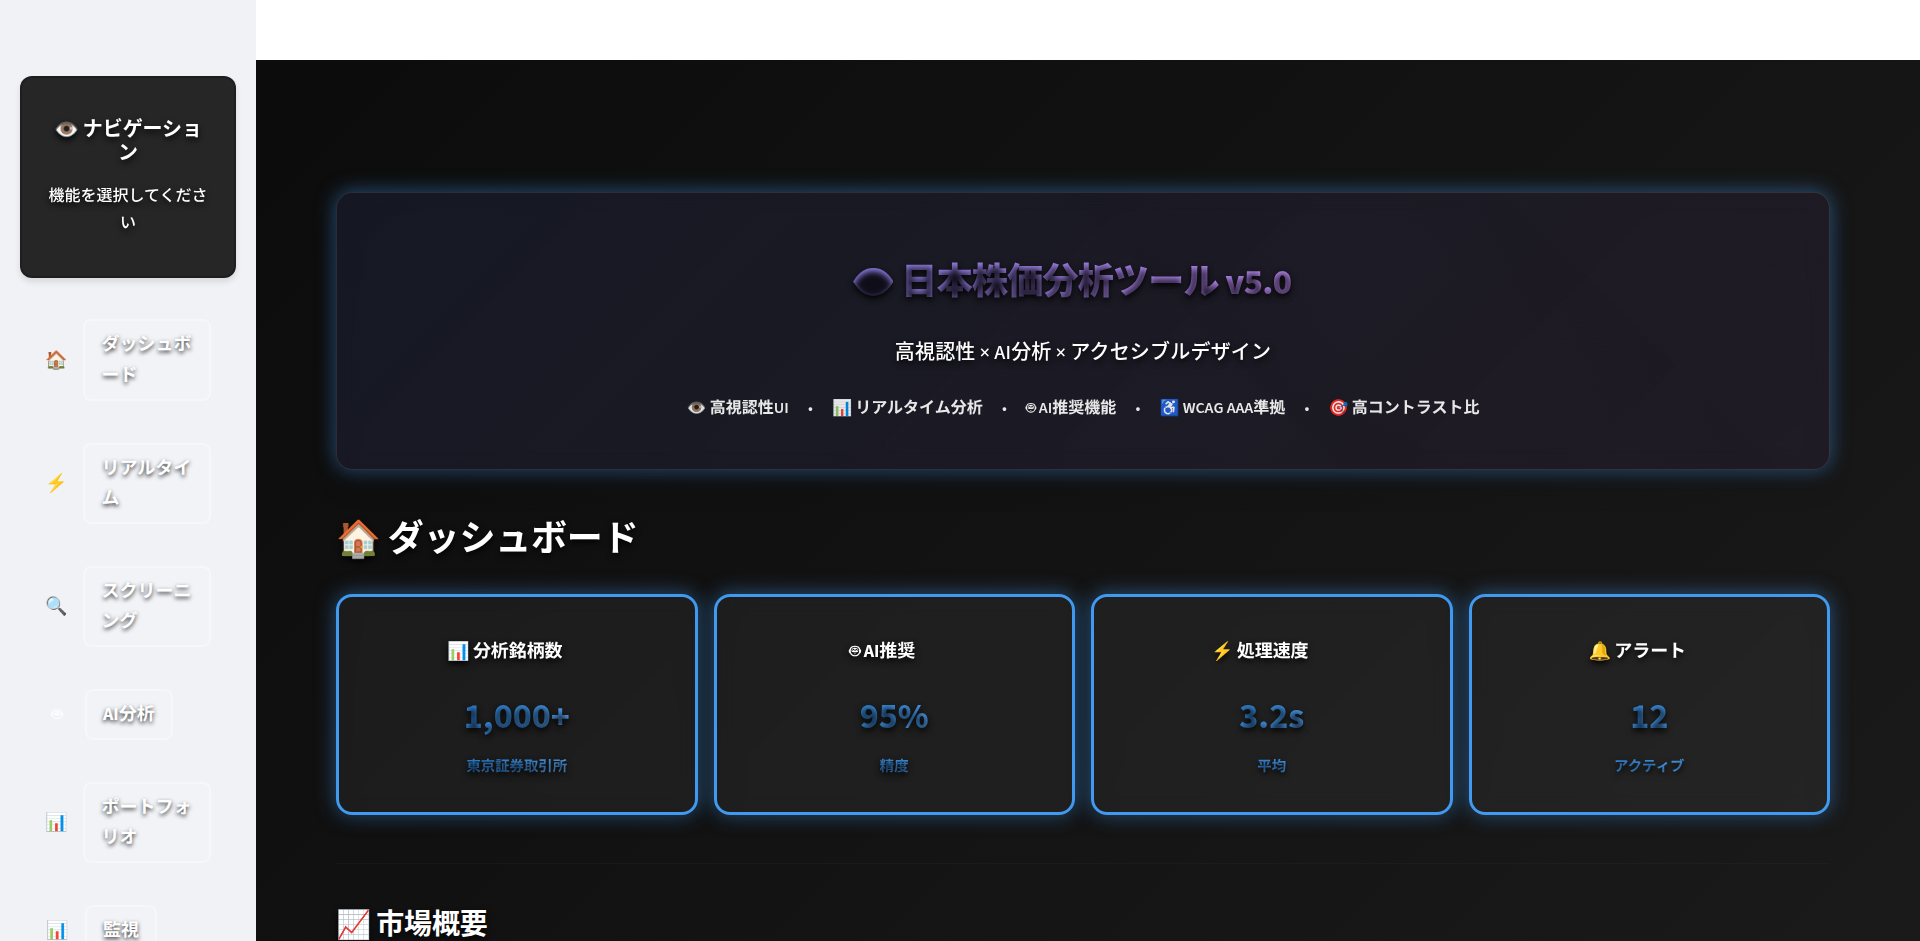 👁️ ナビゲーショ
ン
機能を選択してくださ
い
🏠 ダッシュボ
ード
⚡ リアルタイ
ム
🔍 スクリーニ
ング
AI分析
📊 ポートフォ
リオ
📊 監視
👁️ 日本株価分析ツール v5.0
高視認性 × AI分析 × アクセシブルデザイン
👁️ 高視認性UI • 📊 リアルタイム分析 • 🤖 AI推奨機能 • ♿ WCAG AAA準拠 • 🎯 高コントラスト比
🏠 ダッシュボード
📊 分析銘柄数
1,000+
東京証券取引所
🤖 AI推奨
95%
精度
⚡ 処理速度
3.2s
平均
🔔 アラート
12
アクティブ
📈 市場概要